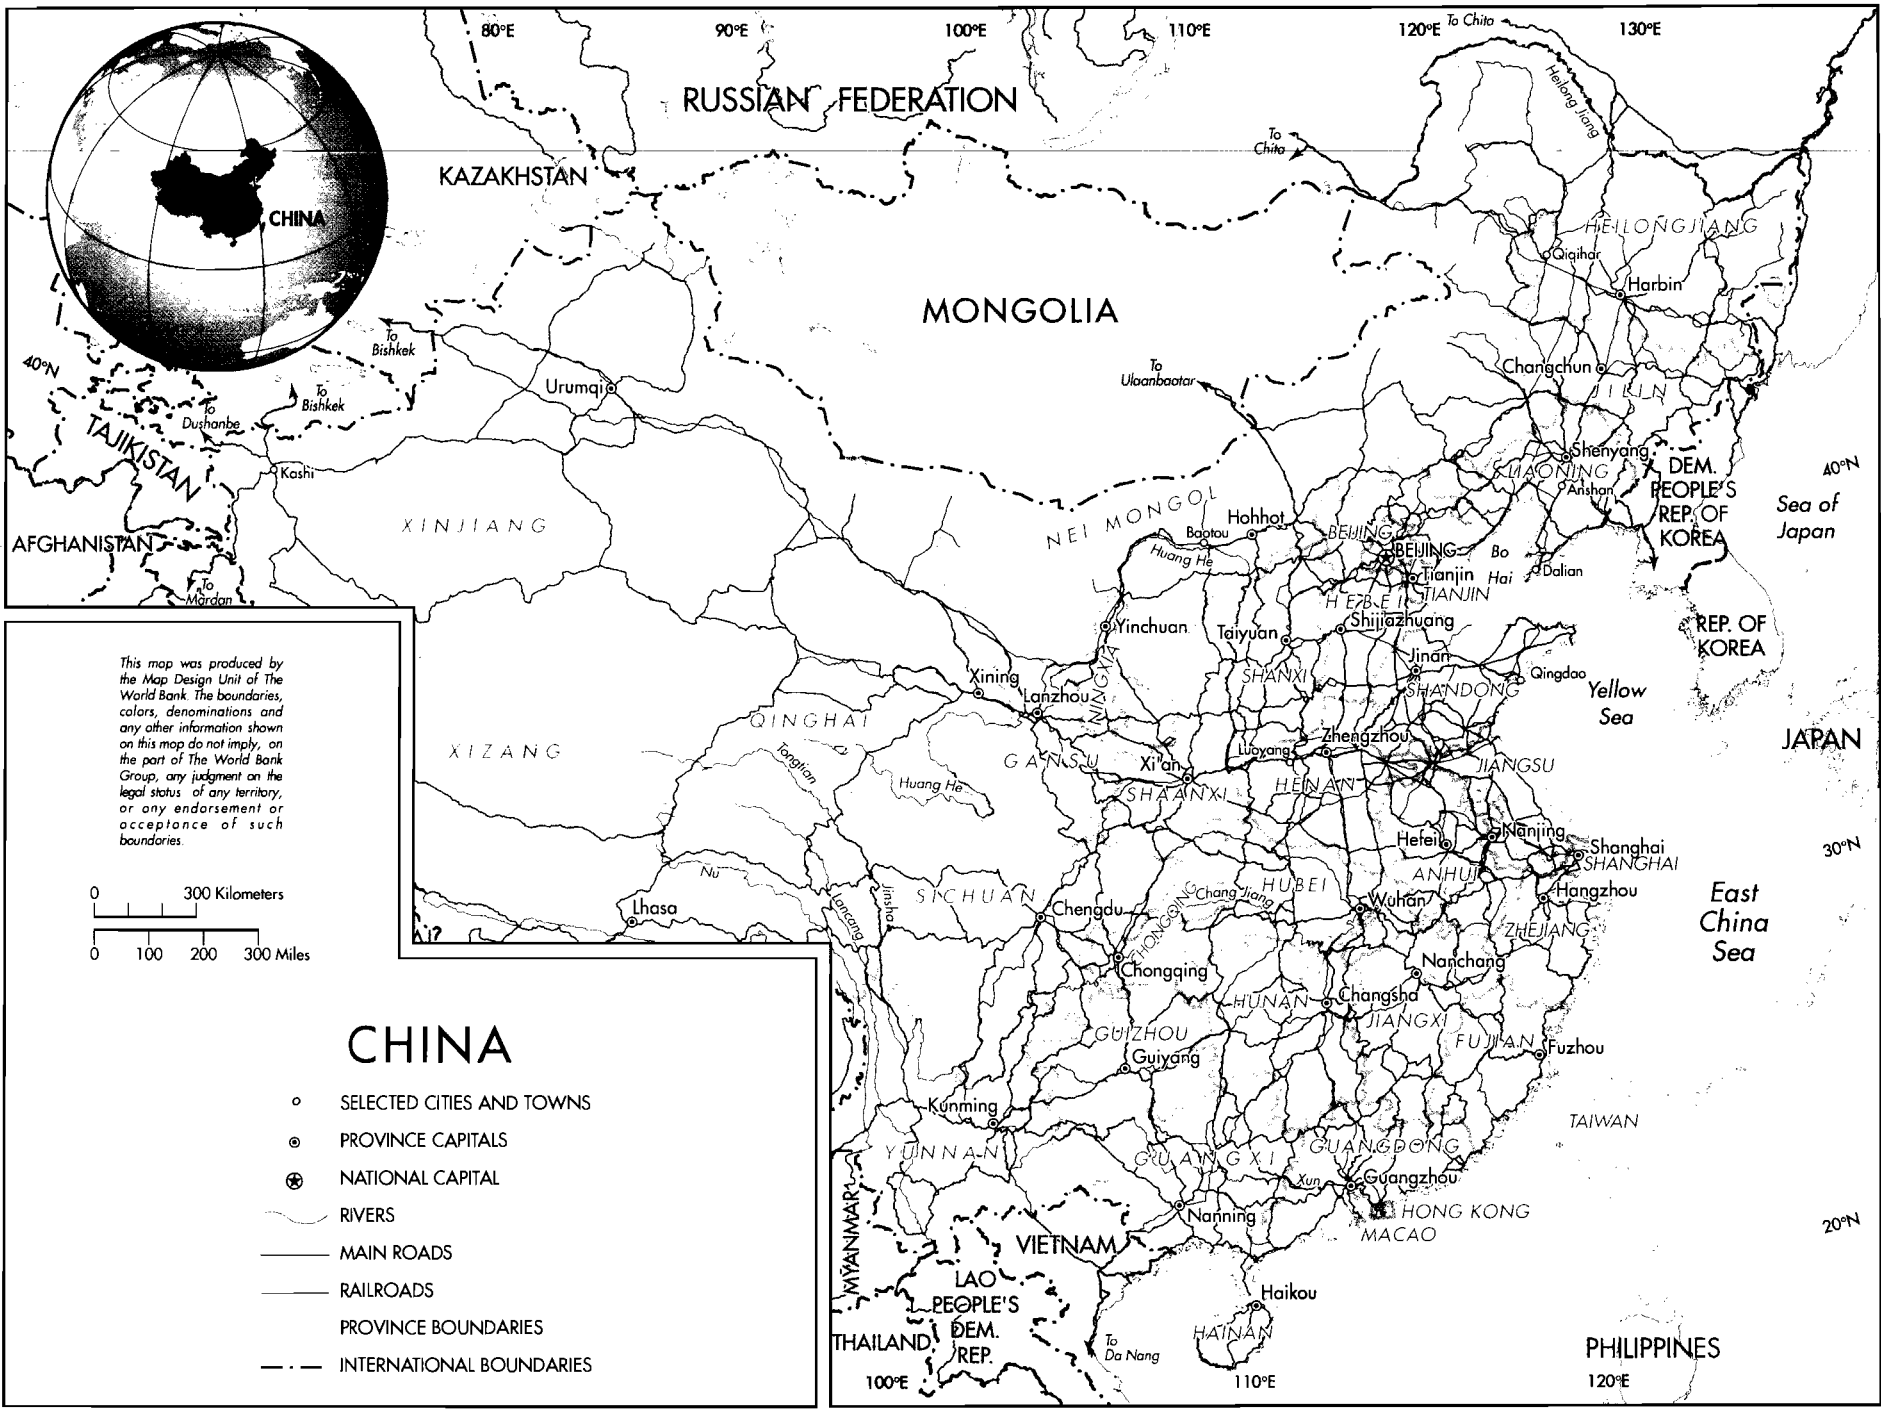 80°E
90°E
100°E
110°E
120°E
To Chita
130°E
Heilong Jiang
RUSSIAN FEDERATION
To
Chita
KAZAKHSTAN
CHINA
HEILONGJIANG
Qiqihar
Harbin
MONGOLIA
To
Bishkek
To
Ulaanbaatar
40°N
Changchun
JILIN
Urumqi
To
Bishkek
To
Dushanbe
TAJIKISTAN
Kashi
Shenyang
LIAONING
Anshan
DEM.
PEOPLE'S
REP. OF
KOREA
40°N
Sea of
Japan
XINJIANG
NEI MONGOL
Hohhot
Baotou
Huang He
BEIJING
BEIJING
Bo
Hai
Dalian
AFGHANISTAN
To
Mardan
Tianjin
TIANJIN
HEBEI
Shijiazhuang
Yinchuan
Taiyuan
REP. OF
KOREA
NINGXIA
Jinan
SHANXI
SHANDONG
Qingdao
Yellow
Sea
Xining
Lanzhou
QINGHAI
XIZANG
Tongtian
Huang He
GANSU
Xi'an
Luoyang
Zhengzhou
JIANGSU
JAPAN
SHAANXI
HENAN
Hefei
Nanjing
Shanghai
SHANGHAI
30°N
ANHUI
Hangzhou
Nu
Lancang
Jinsha
SICHUAN
Chengdu
CHONGQING
Chang Jiang
HUBEI
Wuhan
ZHEJIANG
East
China
Sea
Lhasa
Chongqing
Nanchang
HUNAN
Changsha
JIANGXI
GUIZHOU
Guiyang
FUJIAN
Fuzhou
Kunming
YUNNAN
GUANGXI
GUANGDONG
TAIWAN
Xun
Guangzhou
Nanning
HONG KONG
MACAO
20°N
MYANMAR
VIETNAM
LAO
PEOPLE'S
DEM.
REP.
THAILAND
Haikou
HAINAN
To
Da Nang
PHILIPPINES
100°E
110°E
120°E
This map was produced by
the Map Design Unit of The
World Bank. The boundaries,
colors, denominations and
any other information shown
on this map do not imply, on
the part of The World Bank
Group, any judgment on the
legal status of any territory,
or any endorsement or
acceptance of such
boundaries.
0 300 Kilometers
0 100 200 300 Miles
CHINA
SELECTED CITIES AND TOWNS
PROVINCE CAPITALS
NATIONAL CAPITAL
RIVERS
MAIN ROADS
RAILROADS
PROVINCE BOUNDARIES
INTERNATIONAL BOUNDARIES